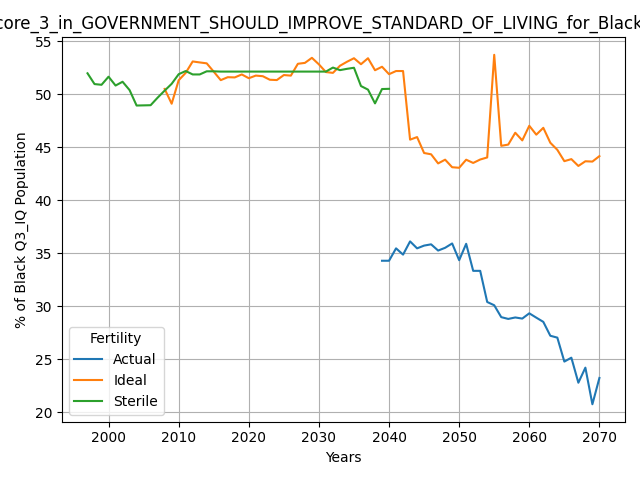 core_3_in_GOVERNMENT_SHOULD_IMPROVE_STANDARD_OF_LIVING_for_Black
55
50
45
40
35
30
25
20
% of Black Q3_IQ Population
Fertility
Actual
Ideal
Sterile
2000 2010 2020 2030 2040 2050 2060 2070
Years